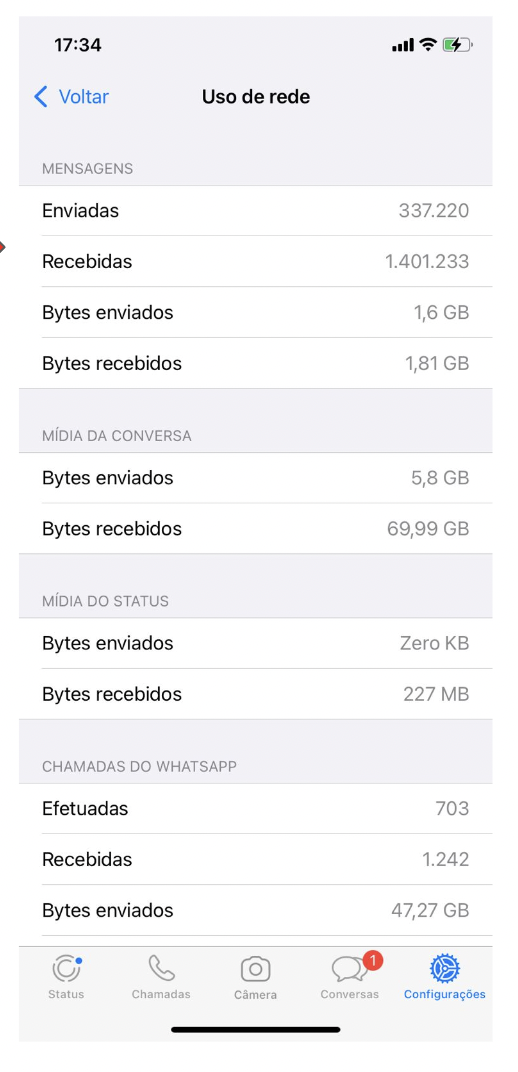 17:34
Voltar
Uso de rede
MENSAGENS
Enviadas 337.220
Recebidas 1.401.233
Bytes enviados 1,6 GB
Bytes recebidos 1,81 GB
MÍDIA DA CONVERSA
Bytes enviados 5,8 GB
Bytes recebidos 69,99 GB
MÍDIA DO STATUS
Bytes enviados Zero KB
Bytes recebidos 227 MB
CHAMADAS DO WHATSAPP
Efetuadas 703
Recebidas 1.242
Bytes enviados 47,27 GB
1
Status Chamadas Câmera Conversas Configurações